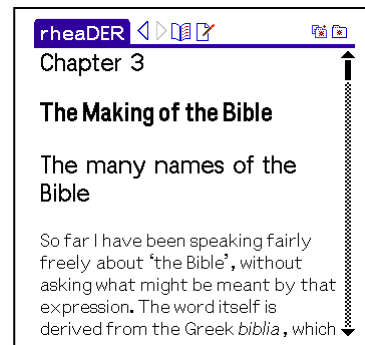 rheaDER
Chapter 3
The Making of the Bible
The many names of the
Bible
So far I have been speaking fairly
freely about ‘the Bible’, without
asking what might be meant by that
expression. The word itself is
derived from the Greek biblia, which